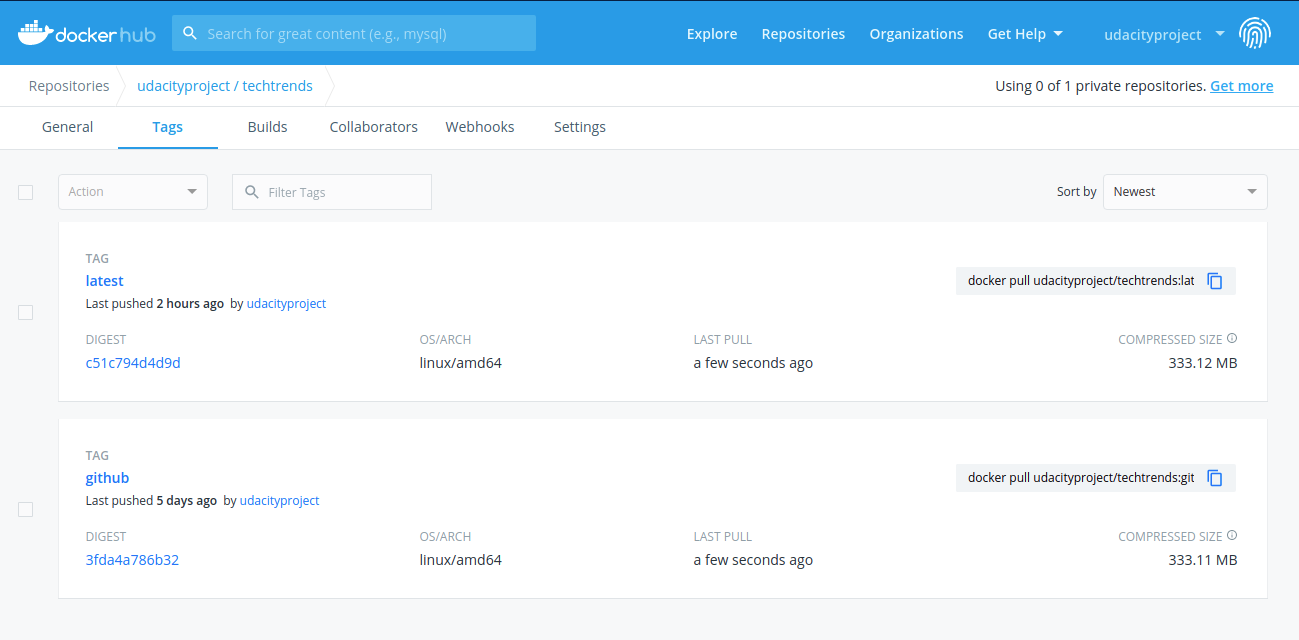 docker hub Search for great content (e.g., mysql) Explore Repositories Organizations Get Help udacityproject
Repositories udacityproject / techtrends Using 0 of 1 private repositories. Get more
General Tags Builds Collaborators Webhooks Settings
Action Filter Tags Sort by Newest
TAG
latest docker pull udacityproject/techtrends:lat
Last pushed 2 hours ago by udacityproject
DIGEST OS/ARCH LAST PULL COMPRESSED SIZE
c51c794d4d9d linux/amd64 a few seconds ago 333.12 MB
TAG
github docker pull udacityproject/techtrends:git
Last pushed 5 days ago by udacityproject
DIGEST OS/ARCH LAST PULL COMPRESSED SIZE
3fda4a786b32 linux/amd64 a few seconds ago 333.11 MB